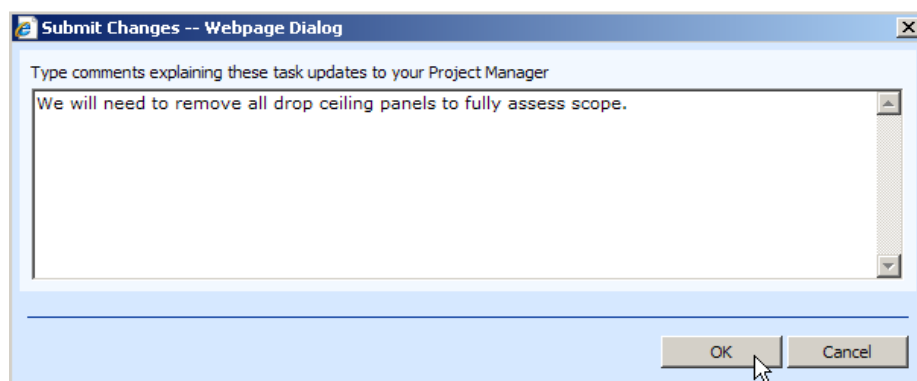 Submit Changes -- Webpage Dialog
Type comments explaining these task updates to your Project Manager
We will need to remove all drop ceiling panels to fully assess scope.
OK Cancel